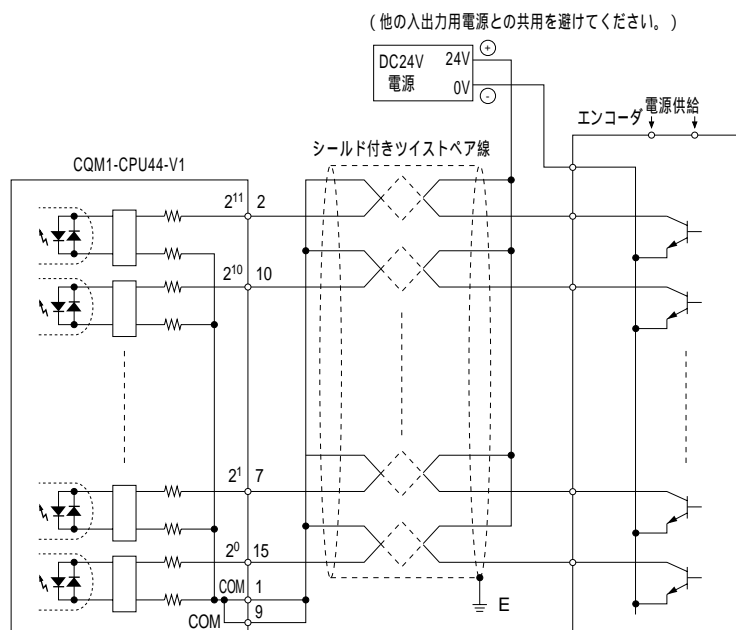 (他の入出力用電源との共用を避けてください。)
DC24V 24V +
電源 0V -
エンコーダ 電源供給
シールド付きツイストペア線
CQM1-CPU44-V1
2¹¹ 2
2¹⁰ 10
2¹ 7
2⁰ 15
COM 1
COM 9
E